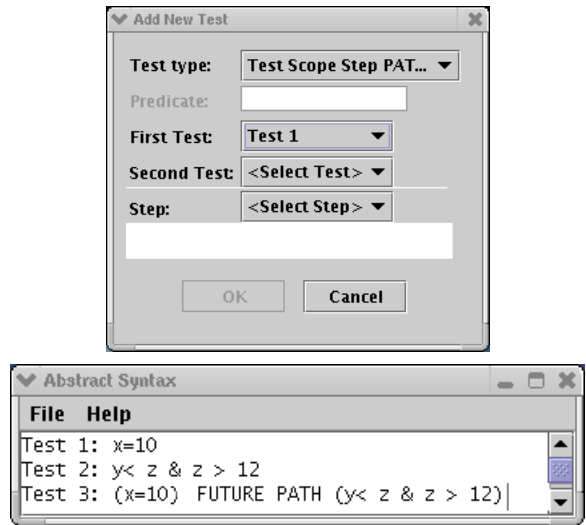 Add New Test
Test type: Test Scope Step PAT...
Predicate:
First Test: Test 1
Second Test: <Select Test>
Step: <Select Step>
OK Cancel
Abstract Syntax
File Help
Test 1: x=10
Test 2: y< z & z > 12
Test 3: (x=10) FUTURE PATH (y< z & z > 12)